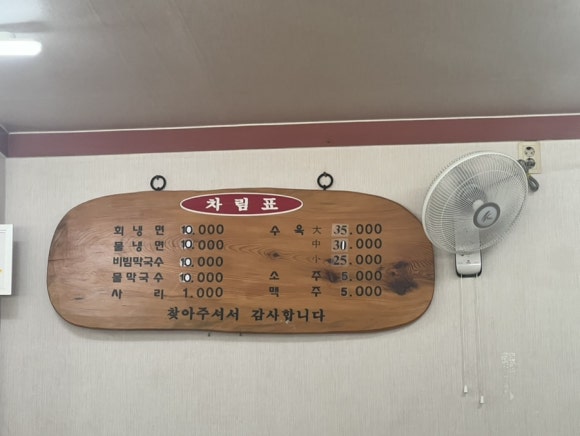 차림표
회냉면 10.000
물냉면 10.000
비빔막국수 10.000
물막국수 10.000
사리 1.000
수육 大 35.000
中 30.000
小 25.000
소주 5.000
맥주 5.000
찾아주셔서 감사합니다